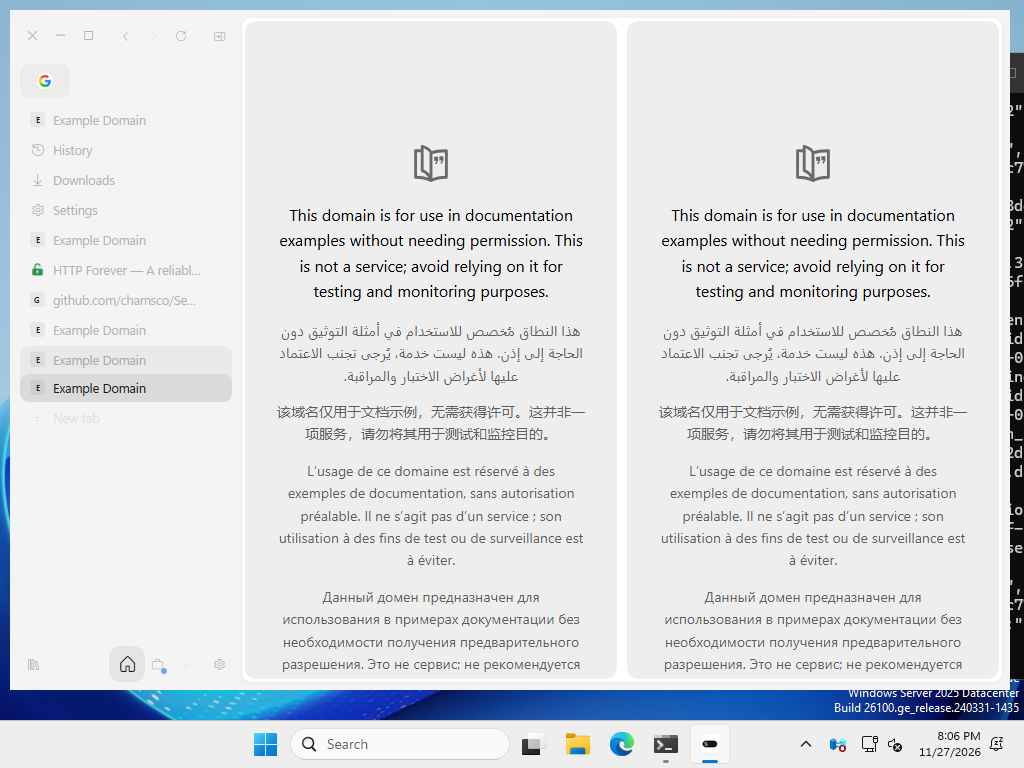 E Example Domain
History
Downloads
Settings
E Example Domain
HTTP Forever — A reliabl...
G github.com/chamsco/Se...
E Example Domain
E Example Domain
E Example Domain
New tab
This domain is for use in documentation
examples without needing permission. This
is not a service; avoid relying on it for
testing and monitoring purposes.
هذا النطاق مُخصص للاستخدام في أمثلة التوثيق دون
الحاجة إلى إذن. هذه ليست خدمة، يُرجى تجنب الاعتماد
عليها لأغراض الاختبار والمراقبة.
该域名仅用于文档示例，无需获得许可。这并非一
项服务，请勿将其用于测试和监控目的。
L’usage de ce domaine est réservé à des
exemples de documentation, sans autorisation
préalable. Il ne s’agit pas d’un service ; son
utilisation à des fins de test ou de surveillance est
à éviter.
Данный домен предназначен для
использования в примерах документации без
необходимости получения предварительного
разрешения. Это не сервис; не рекомендуется
This domain is for use in documentation
examples without needing permission. This
is not a service; avoid relying on it for
testing and monitoring purposes.
هذا النطاق مُخصص للاستخدام في أمثلة التوثيق دون
الحاجة إلى إذن. هذه ليست خدمة، يُرجى تجنب الاعتماد
عليها لأغراض الاختبار والمراقبة.
该域名仅用于文档示例，无需获得许可。这并非一
项服务，请勿将其用于测试和监控目的。
L’usage de ce domaine est réservé à des
exemples de documentation, sans autorisation
préalable. Il ne s’agit pas d’un service ; son
utilisation à des fins de test ou de surveillance est
à éviter.
Данный домен предназначен для
использования в примерах документации без
необходимости получения предварительного
разрешения. Это не сервис; не рекомендуется
Windows Server 2025 Datacenter
Build 26100.ge_release.240331-1435
Search
8:06 PM
11/27/2026